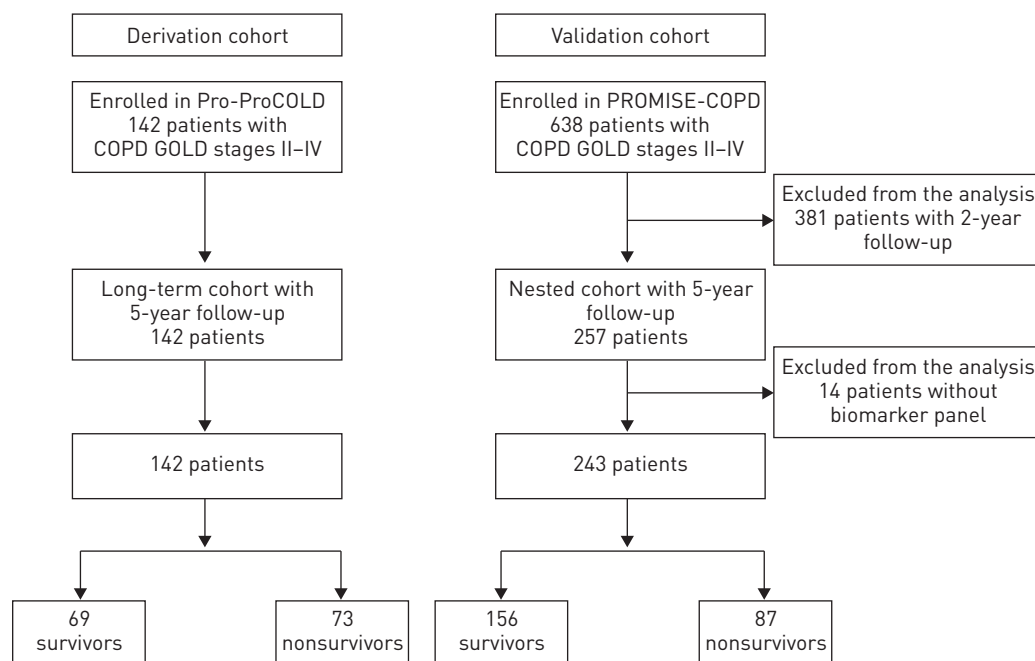 Derivation cohort
Validation cohort
Enrolled in Pro-ProCOLD
142 patients with
COPD GOLD stages II–IV
Enrolled in PROMISE-COPD
638 patients with
COPD GOLD stages II–IV
Excluded from the analysis
381 patients with 2-year
follow-up
Long-term cohort with
5-year follow-up
142 patients
Nested cohort with 5-year
follow-up
257 patients
Excluded from the analysis
14 patients without
biomarker panel
142 patients
243 patients
69
survivors
73
nonsurvivors
156
survivors
87
nonsurvivors